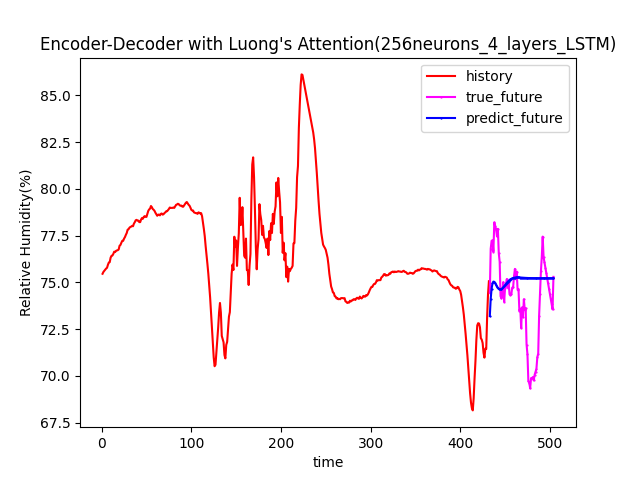 Encoder-Decoder with Luong's Attention(256neurons_4_layers_LSTM)
history
true_future
predict_future
Relative Humidity(%)
85.0
82.5
80.0
77.5
75.0
72.5
70.0
67.5
0 100 200 300 400 500
time